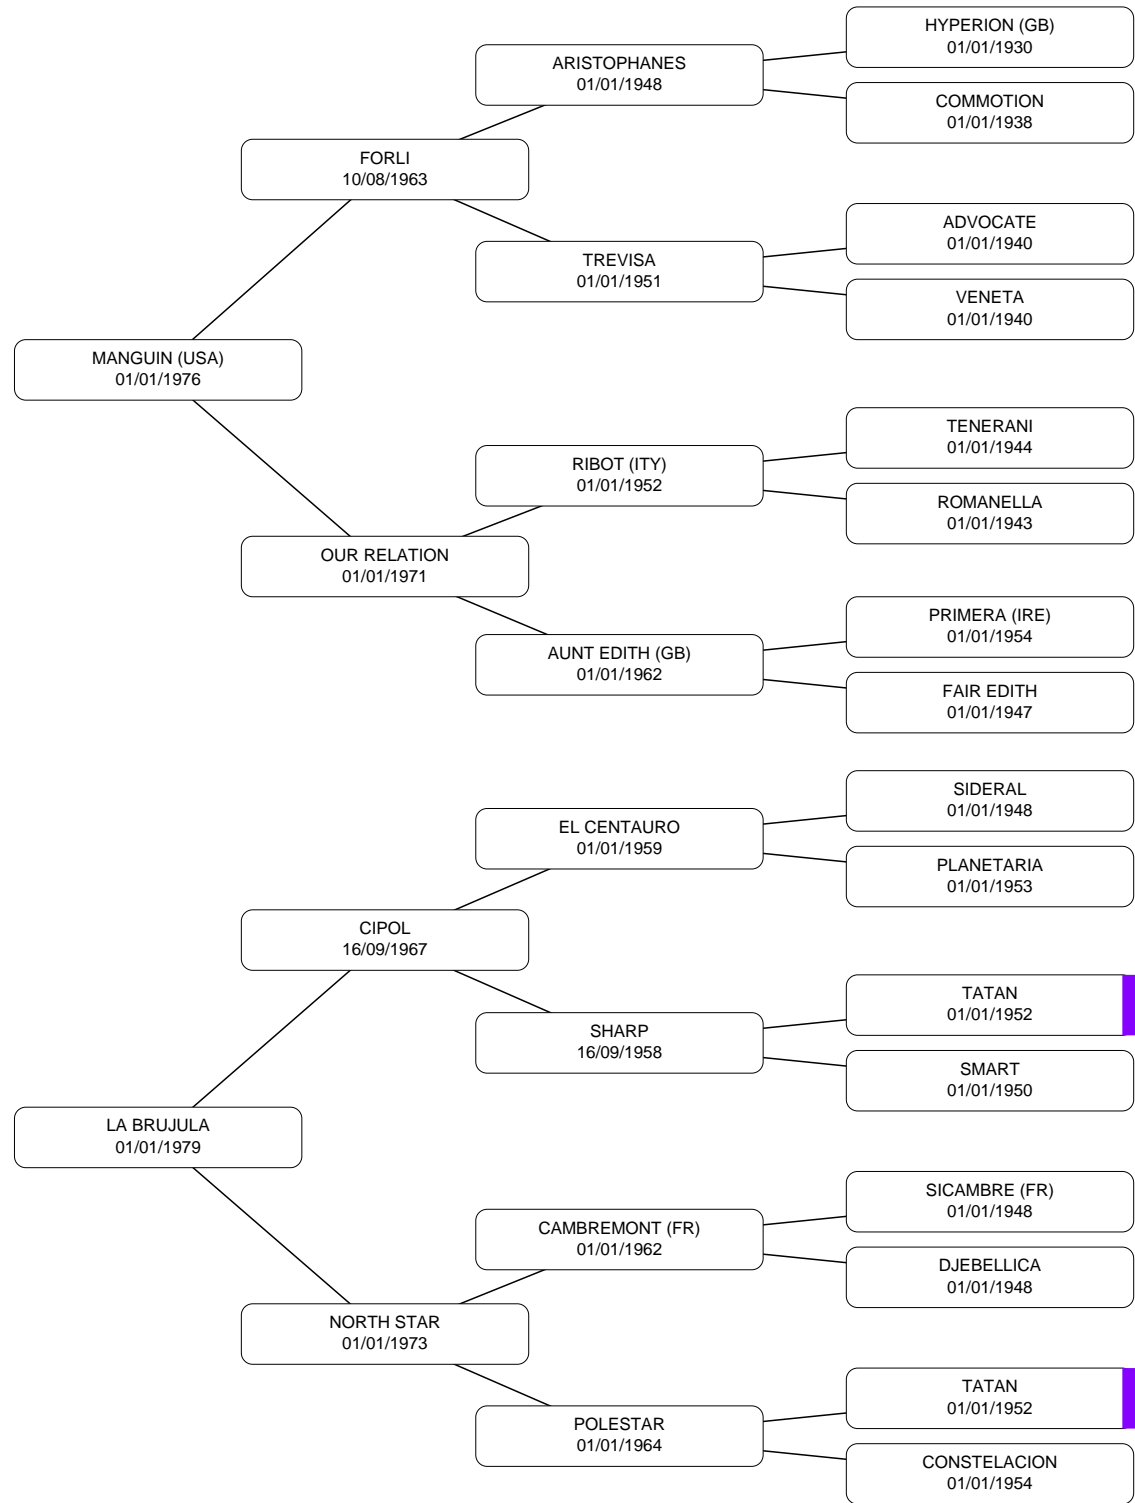 HYPERION (GB)
01/01/1930
ARISTOPHANES
01/01/1948
COMMOTION
01/01/1938
FORLI
10/08/1963
ADVOCATE
01/01/1940
TREVISA
01/01/1951
VENETA
01/01/1940
MANGUIN (USA)
01/01/1976
TENERANI
01/01/1944
RIBOT (ITY)
01/01/1952
ROMANELLA
01/01/1943
OUR RELATION
01/01/1971
PRIMERA (IRE)
01/01/1954
AUNT EDITH (GB)
01/01/1962
FAIR EDITH
01/01/1947
SIDERAL
01/01/1948
EL CENTAURO
01/01/1959
PLANETARIA
01/01/1953
CIPOL
16/09/1967
TATAN
01/01/1952
SHARP
16/09/1958
SMART
01/01/1950
LA BRUJULA
01/01/1979
SICAMBRE (FR)
01/01/1948
CAMBREMONT (FR)
01/01/1962
DJEBELLICA
01/01/1948
NORTH STAR
01/01/1973
TATAN
01/01/1952
POLESTAR
01/01/1964
CONSTELACION
01/01/1954